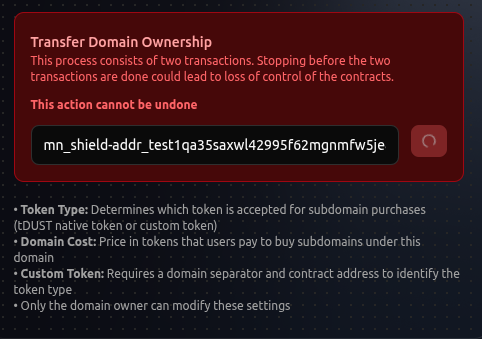 Transfer Domain Ownership
This process consists of two transactions. Stopping before the two
transactions are done could lead to loss of control of the contracts.
This action cannot be undone
mn_shield-addr_test1qa35saxwl42995f62mgnmfw5je
• Token Type: Determines which token is accepted for subdomain purchases
(tDUST native token or custom token)
• Domain Cost: Price in tokens that users pay to buy subdomains under this
domain
• Custom Token: Requires a domain separator and contract address to identify the
token type
• Only the domain owner can modify these settings